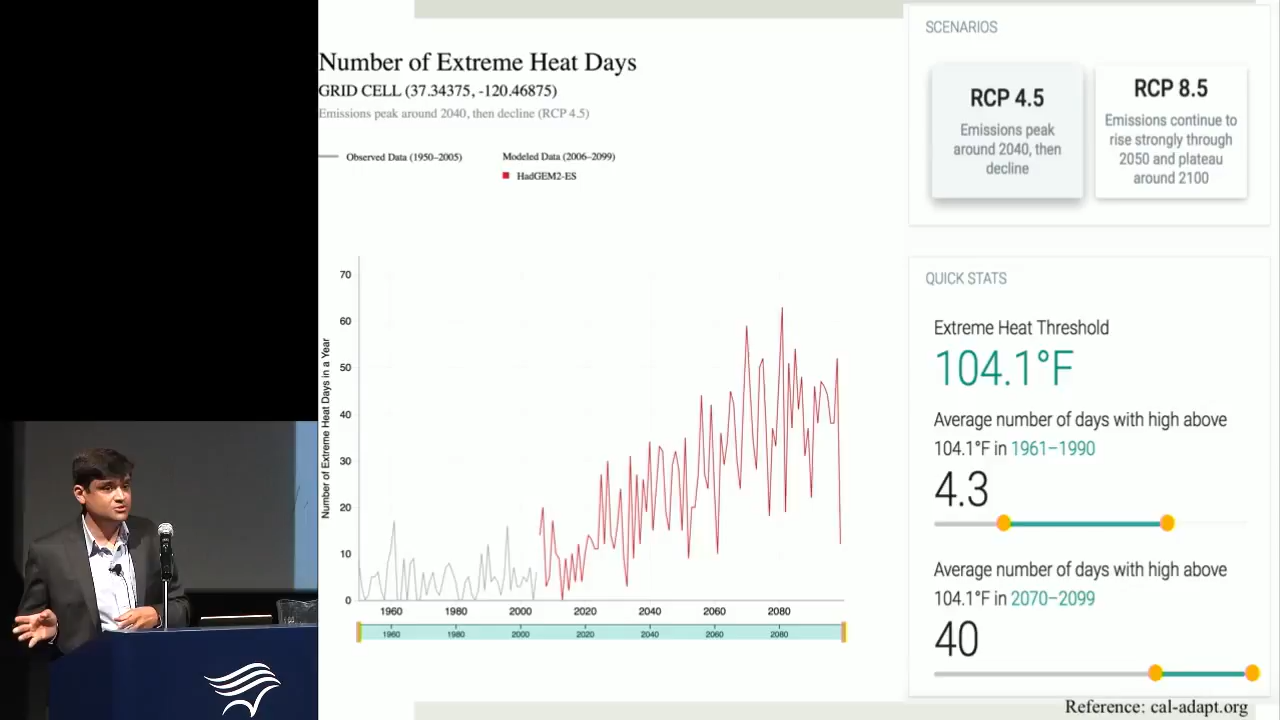 Number of Extreme Heat Days
GRID CELL (37.34375, -120.46875)
Emissions peak around 2040, then decline (RCP 4.5)
Observed Data (1950–2005)
Modeled Data (2006–2099)
HadGEM2-ES
Number of Extreme Heat Days in a Year
70
60
50
40
30
20
10
0
1960 1980 2000 2020 2040 2060 2080
1960 1980 2000 2020 2040 2060 2080
SCENARIOS
RCP 4.5
Emissions peak
around 2040, then
decline
RCP 8.5
Emissions continue to
rise strongly through
2050 and plateau
around 2100
QUICK STATS
Extreme Heat Threshold
104.1°F
Average number of days with high above
104.1°F in 1961–1990
4.3
Average number of days with high above
104.1°F in 2070–2099
40
Reference: cal-adapt.org